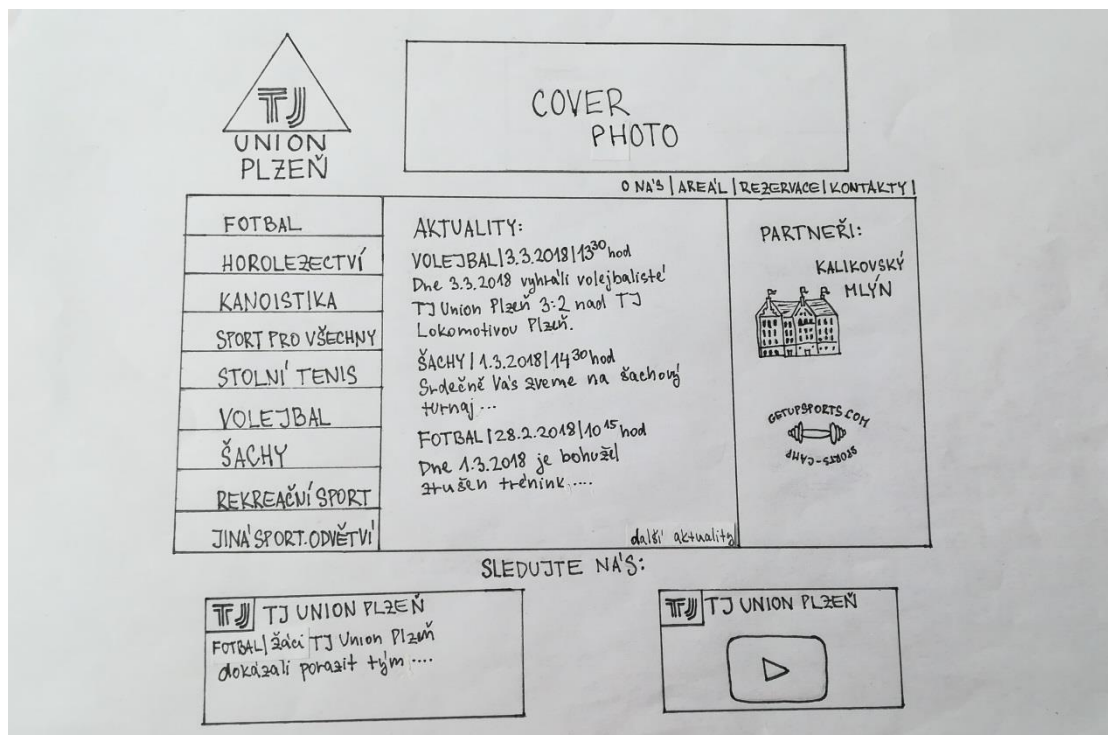 TJ
UNION
PLZEŇ
COVER
PHOTO
O NÁS | AREÁL | REZERVACE | KONTAKTY |
FOTBAL
HOROLEZECTVÍ
KANOISTIKA
SPORT PRO VŠECHNY
STOLNÍ TENIS
VOLEJBAL
ŠACHY
REKREAČNÍ SPORT
JINÁ SPORT. ODVĚTVÍ
AKTUALITY:
VOLEJBAL | 3.3.2018 | 13³⁰ hod
Dne 3.3.2018 vyhráli volejbalisté
TJ Union Plzeň 3:2 nad TJ
Lokomotivou Plzeň.
ŠACHY | 1.3.2018 | 14³⁰ hod
Srdečně Vás zveme na šachový
turnaj ...
FOTBAL | 28.2.2018 | 10¹⁵ hod
Dne 1.3.2018 je bohužel
zrušen trénink ....
další aktuality
PARTNEŘI:
KALIKOVSKÝ
MLÝN
GETUPSPORTS.COM
SPORTS-CAMP
SLEDUJTE NÁS:
TJ TJ UNION PLZEŇ
FOTBAL | žáci TJ Union Plzeň
dokázali porazit tým ....
TJ TJ UNION PLZEŇ